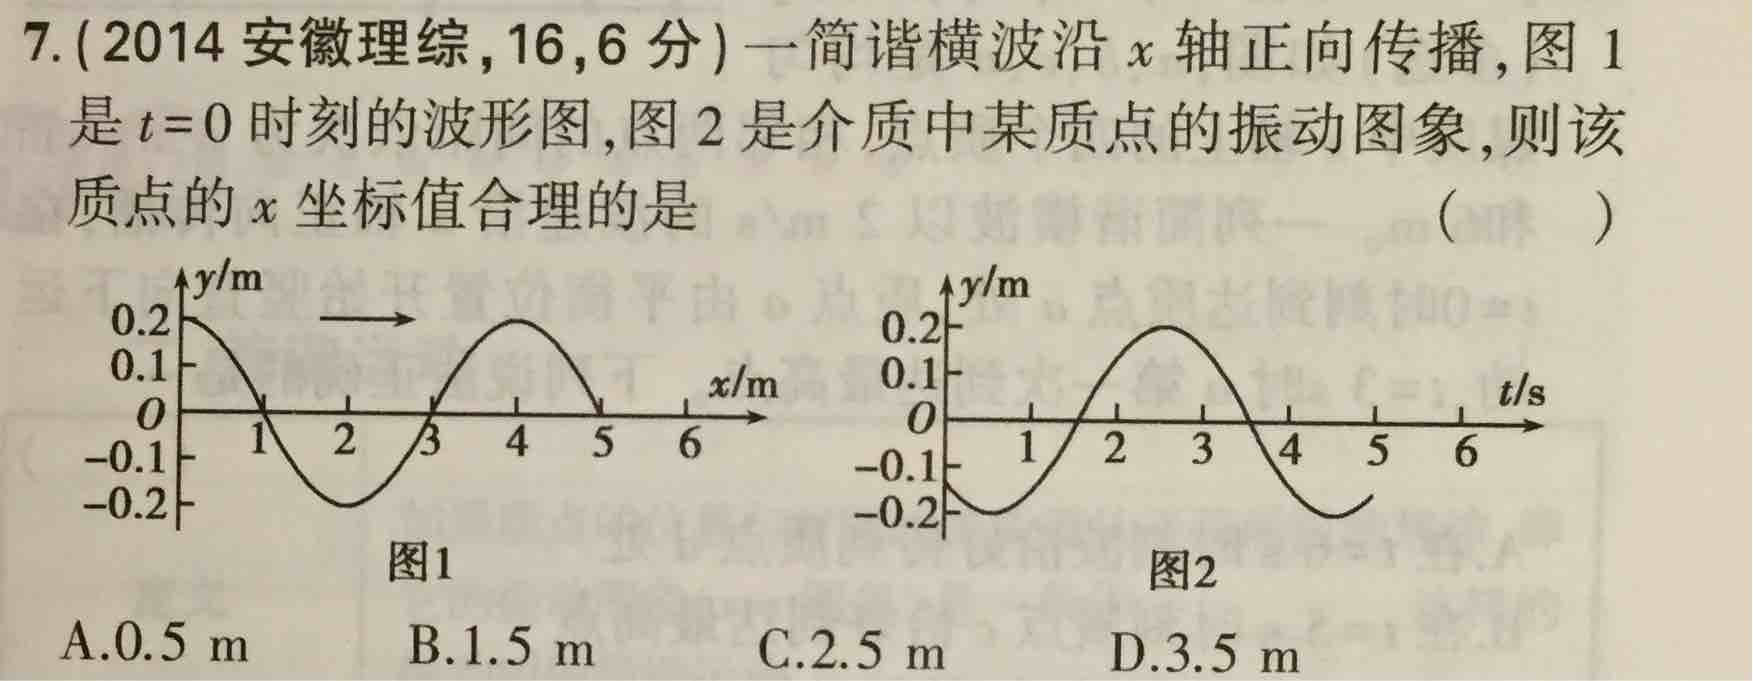 7.(2014安徽理综,16,6分)一简谐横波沿 x 轴正向传播,图 1
是 t=0 时刻的波形图,图 2 是介质中某质点的振动图象,则该
质点的 x 坐标值合理的是 (    )
y/m
0.2
0.1
O
-0.1
-0.2
1 2 3 4 5 6
x/m
图1
y/m
0.2
0.1
O
-0.1
-0.2
1 2 3 4 5 6
t/s
图2
A.0.5 m B.1.5 m C.2.5 m D.3.5 m